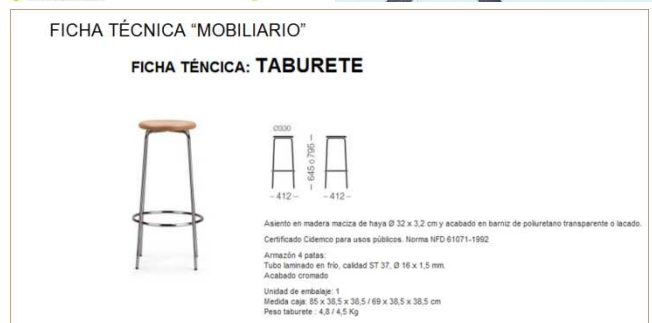 FICHA TÉCNICA “MOBILIARIO”
FICHA TÉNCICA: TABURETE
Ø330
645 o 795
412
412
Asiento en madera maciza de haya Ø 32 x 3,2 cm y acabado en barniz de poliuretano transparente o lacado.
Certificado Cidemco para usos públicos. Norma NFD 61071-1992
Armazón 4 patas:
Tubo laminado en frío, calidad ST 37, Ø 16 x 1,5 mm.
Acabado cromado
Unidad de embalaje: 1
Medida caja: 85 x 38,5 x 38,5 / 69 x 38,5 x 38,5 cm
Peso taburete : 4,8 / 4,5 Kg